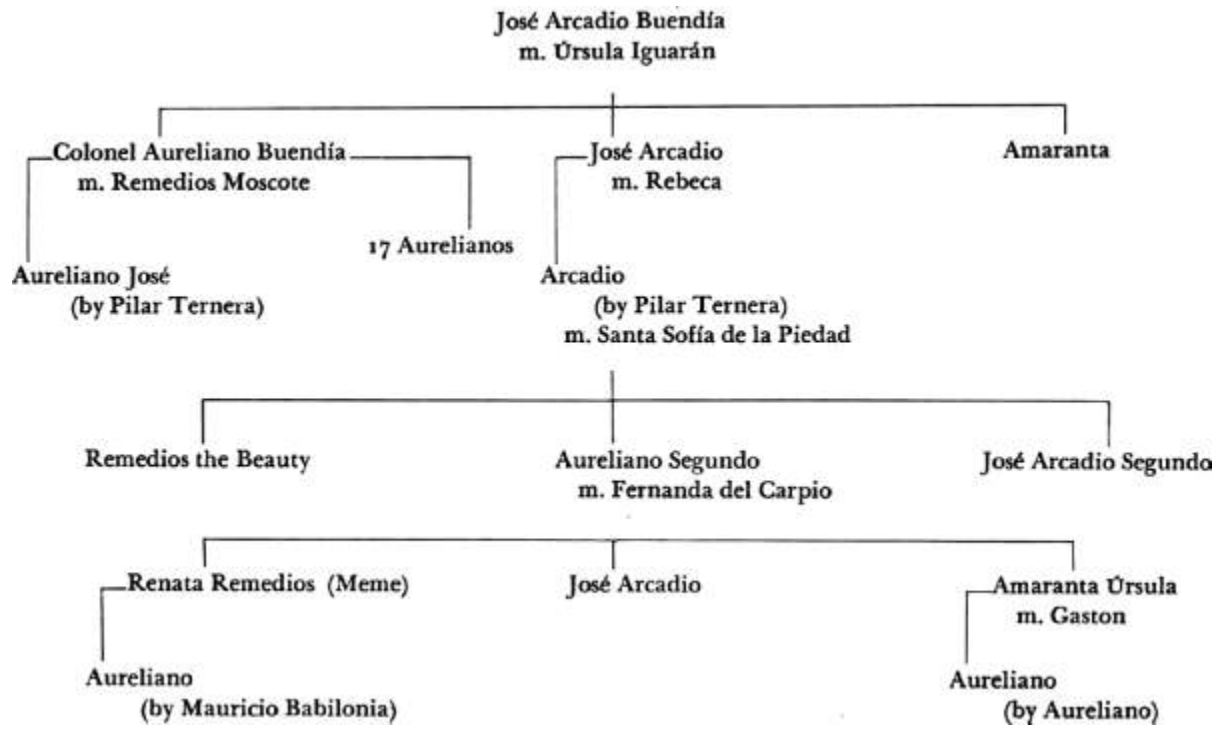 José Arcadio Buendía
m. Úrsula Iguarán
Colonel Aureliano Buendía
m. Remedios Moscote
José Arcadio
m. Rebeca
Amaranta
17 Aurelianos
Aureliano José
(by Pilar Ternera)
Arcadio
(by Pilar Ternera)
m. Santa Sofía de la Piedad
Remedios the Beauty
Aureliano Segundo
m. Fernanda del Carpio
José Arcadio Segundo
Renata Remedios (Meme)
José Arcadio
Amaranta Úrsula
m. Gaston
Aureliano
(by Mauricio Babilonia)
Aureliano
(by Aureliano)